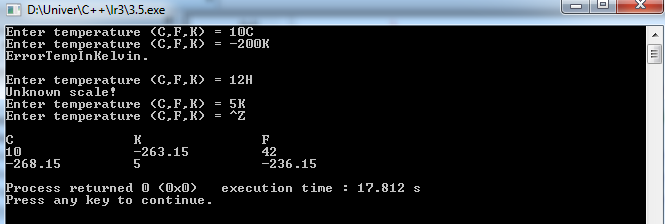 D:\Univer\C++\lr3\3.5.exe
Enter temperature (C,F,K) = 10C
Enter temperature (C,F,K) = -200K
ErrorTempInKelvin.
Enter temperature (C,F,K) = 12H
Unknown scale!
Enter temperature (C,F,K) = 5K
Enter temperature (C,F,K) = ^Z
C K F
10 -263.15 42
-268.15 5 -236.15
Process returned 0 (0x0) execution time : 17.812 s
Press any key to continue.